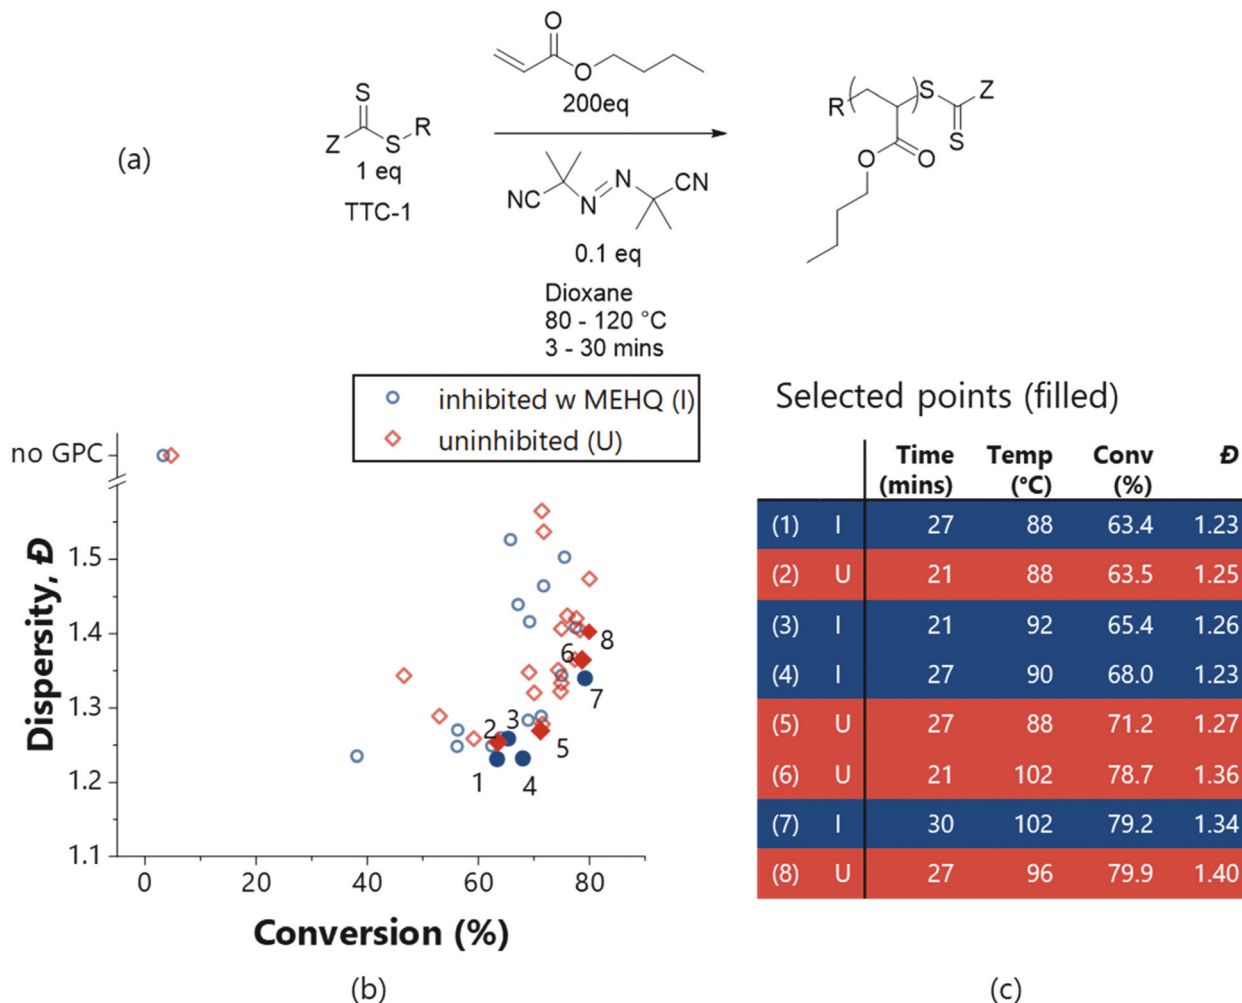 (a)
S
Z
S
R
1 eq
TTC-1
O
O
200eq
NC
N
N
CN
0.1 eq
Dioxane
80 - 120 °C
3 - 30 mins
R
S
Z
S
O
O
inhibited w MEHQ (I)
uninhibited (U)
no GPC
1.5
1.4
1.3
1.2
1.1
Dispersity, Đ
0
20
40
60
80
Conversion (%)
1
2
3
4
5
6
7
8
(b)
Selected points (filled)
Time (mins) Temp (°C) Conv (%) Đ
(1) I 27 88 63.4 1.23
(2) U 21 88 63.5 1.25
(3) I 21 92 65.4 1.26
(4) I 27 90 68.0 1.23
(5) U 27 88 71.2 1.27
(6) U 21 102 78.7 1.36
(7) I 30 102 79.2 1.34
(8) U 27 96 79.9 1.40
(c)